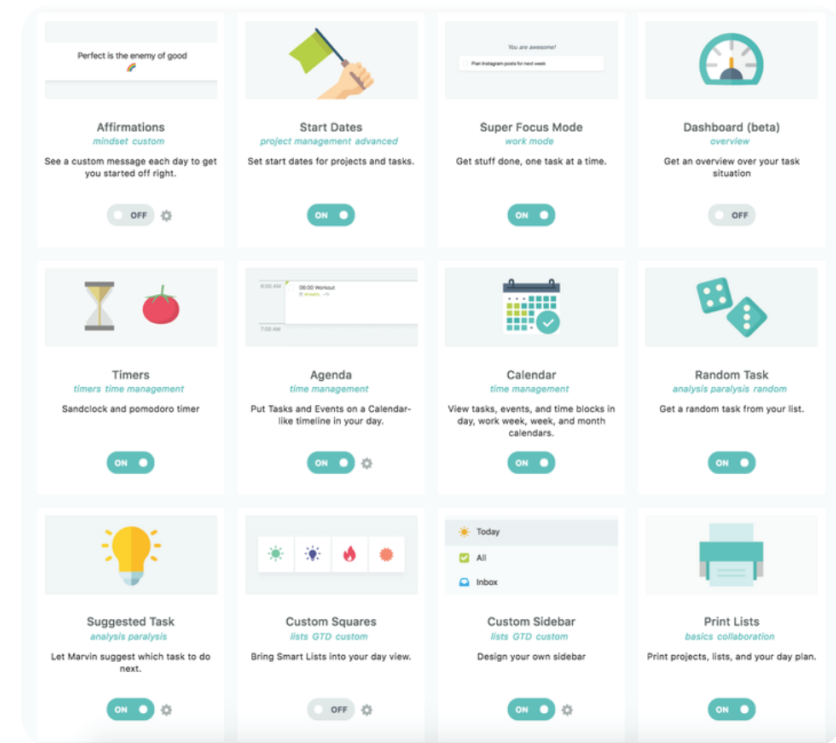 Perfect is the enemy of good
Affirmations
mindset custom
See a custom message each day to get
you started off right.
OFF
Start Dates
project management advanced
Set start dates for projects and tasks.
ON
You are awesome!
Plan Instagram posts for next week
Super Focus Mode
work mode
Get stuff done, one task at a time.
ON
Dashboard (beta)
overview
Get an overview over your task
situation
OFF
Timers
timers time management
Sandclock and pomodoro timer
ON
6:00 AM
06:00 Workout
7:00 AM
Agenda
time management
Put Tasks and Events on a Calendar-
like timeline in your day.
ON
Calendar
time management
View tasks, events, and time blocks in
day, work week, week, and month
calendars.
ON
Random Task
analysis paralysis random
Get a random task from your list.
ON
Suggested Task
analysis paralysis
Let Marvin suggest which task to do
next.
ON
Custom Squares
lists GTD custom
Bring Smart Lists into your day view.
OFF
Today
All
Inbox
Custom Sidebar
lists GTD custom
Design your own sidebar
ON
Print Lists
basics collaboration
Print projects, lists, and your day plan.
ON